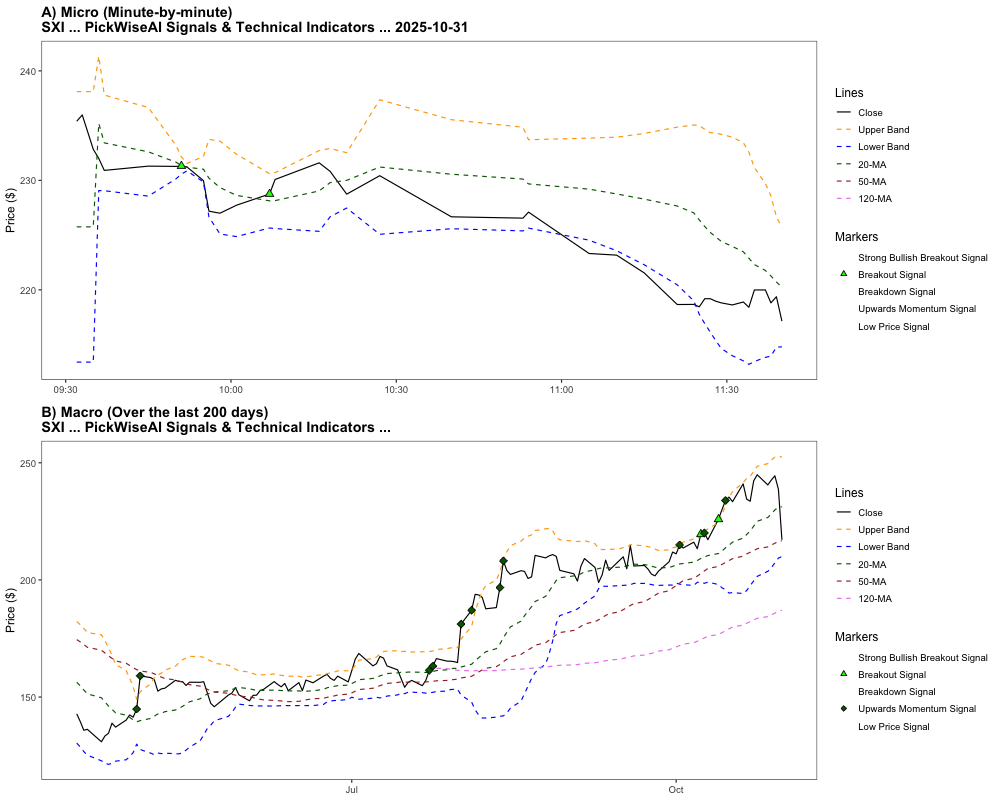 A) Micro (Minute-by-minute)
SXI ... PickWiseAI Signals & Technical Indicators ... 2025-10-31
Price ($)
240
230
220
09:30
10:00
10:30
11:00
11:30
Lines
Close
Upper Band
Lower Band
20-MA
50-MA
120-MA
Markers
Strong Bullish Breakout Signal
Breakout Signal
Breakdown Signal
Upwards Momentum Signal
Low Price Signal
B) Macro (Over the last 200 days)
SXI ... PickWiseAI Signals & Technical Indicators ...
Price ($)
250
200
150
Jul
Oct
Lines
Close
Upper Band
Lower Band
20-MA
50-MA
120-MA
Markers
Strong Bullish Breakout Signal
Breakout Signal
Breakdown Signal
Upwards Momentum Signal
Low Price Signal